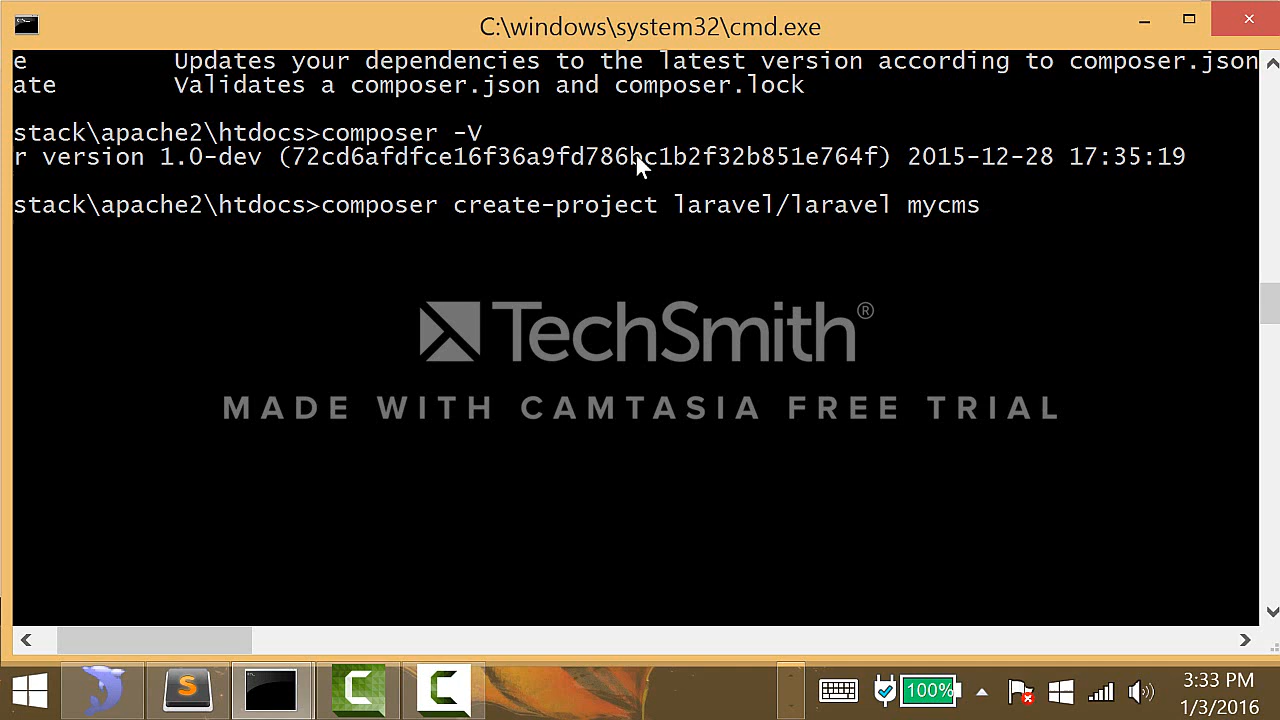 C:\windows\system32\cmd.exe
e Updates your dependencies to the latest version according to composer.json
ate Validates a composer.json and composer.lock
stack\apache2\htdocs>composer -V
r version 1.0-dev (72cd6afdfce16f36a9fd786bc1b2f32b851e764f) 2015-12-28 17:35:19
stack\apache2\htdocs>composer create-project laravel/laravel mycms
TechSmith®
MADE WITH CAMTASIA FREE TRIAL
S
C
C
100%
3:33 PM
1/3/2016